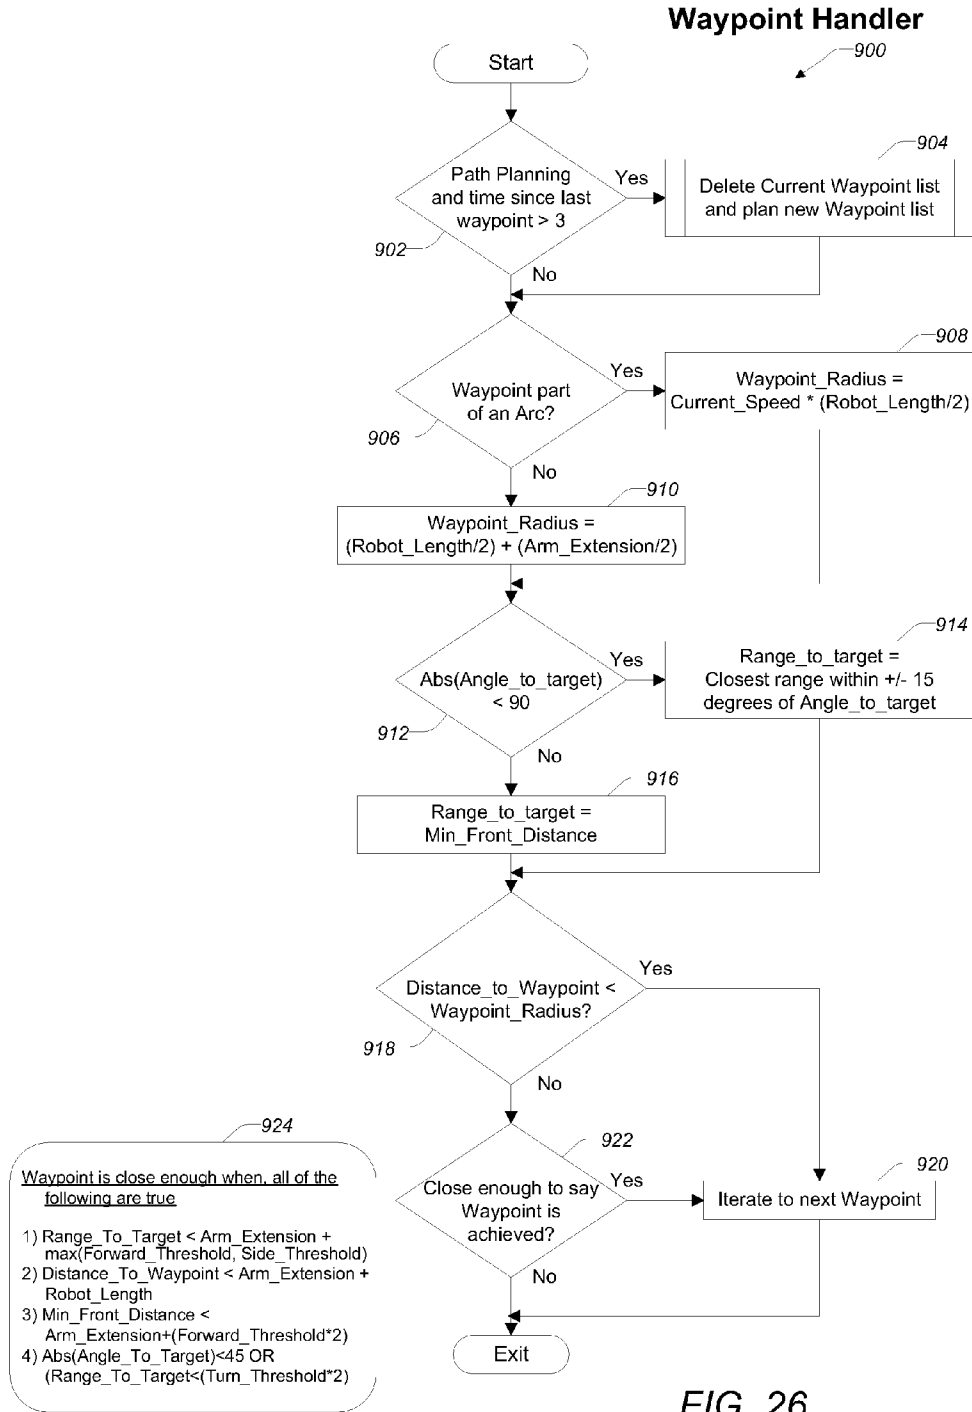 Waypoint Handler
900
Start
904
Path Planning
and time since last
waypoint > 3
Yes
Delete Current Waypoint list
and plan new Waypoint list
902
No
908
Waypoint part
of an Arc?
Yes
Waypoint_Radius =
Current_Speed * (Robot_Length/2)
906
No
910
Waypoint_Radius =
(Robot_Length/2) + (Arm_Extension/2)
914
Abs(Angle_to_target)
< 90
Yes
Range_to_target =
Closest range within +/- 15
degrees of Angle_to_target
912
No
916
Range_to_target =
Min_Front_Distance
Distance_to_Waypoint <
Waypoint_Radius?
Yes
918
No
924
Waypoint is close enough when, all of the
following are true
1) Range_To_Target < Arm_Extension +
max(Forward_Threshold, Side_Threshold)
2) Distance_To_Waypoint < Arm_Extension +
Robot_Length
3) Min_Front_Distance <
Arm_Extension+(Forward_Threshold*2)
4) Abs(Angle_To_Target)<45 OR
(Range_To_Target<(Turn_Threshold*2)
922
Close enough to say
Waypoint is
achieved?
Yes
920
Iterate to next Waypoint
No
Exit
FIG. 26